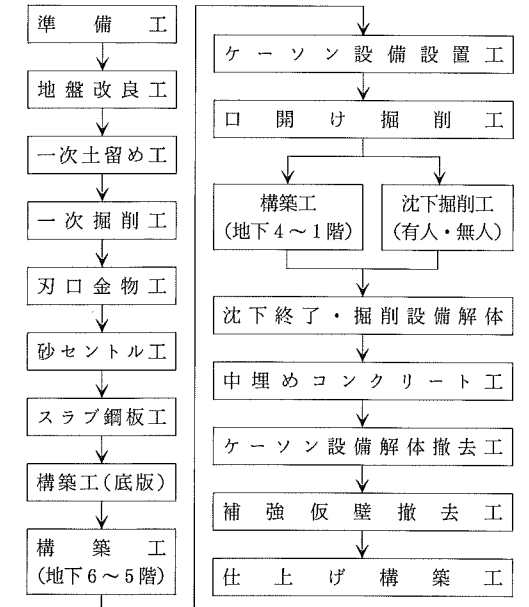 準備工
地盤改良工
一次土留め工
一次掘削工
刃口金物工
砂セントル工
スラブ鋼板工
構築工(底版)
構築工
(地下6~5階)
ケーソン設備設置工
口開け掘削工
構築工
(地下4~1階)
沈下掘削工
(有人・無人)
沈下終了・掘削設備解体
中埋めコンクリート工
ケーソン設備解体撤去工
補強仮壁撤去工
仕上げ構築工